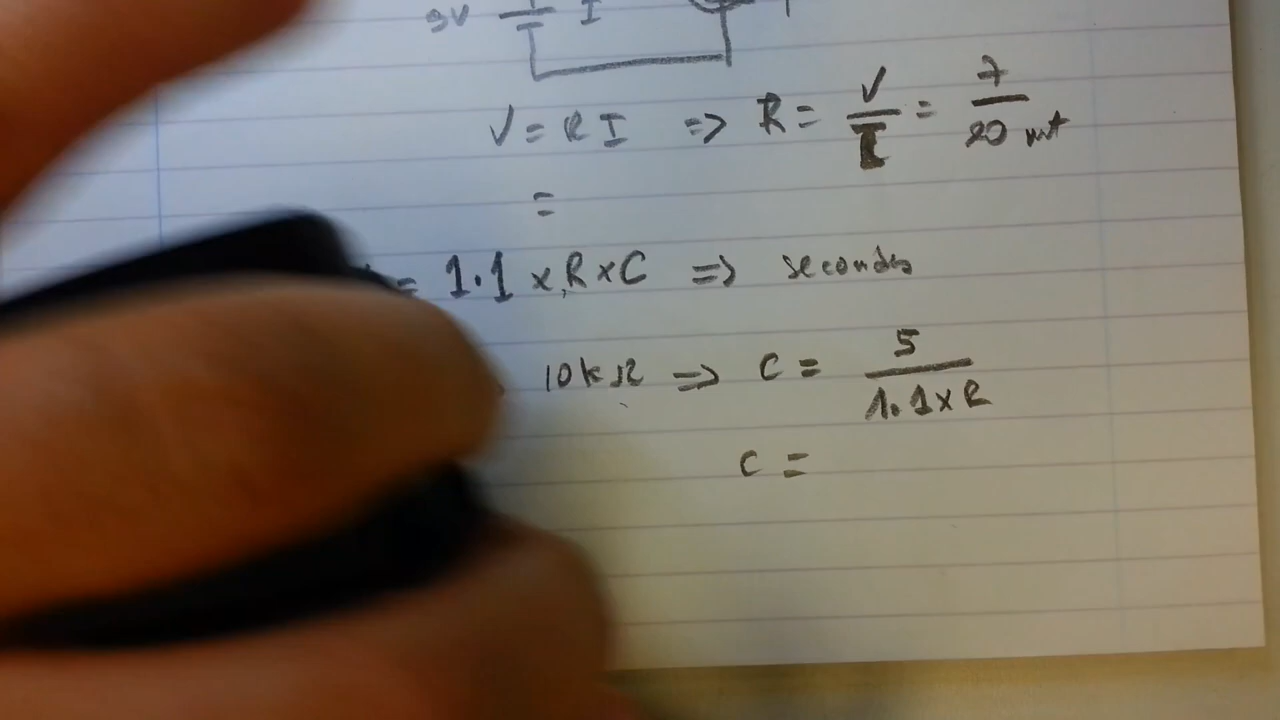 9V I
V = R I => R = V/I = 7/20 mA
=
= 1.1 x R x C => seconds
10kΩ => C = 5/1.1 x R
C =